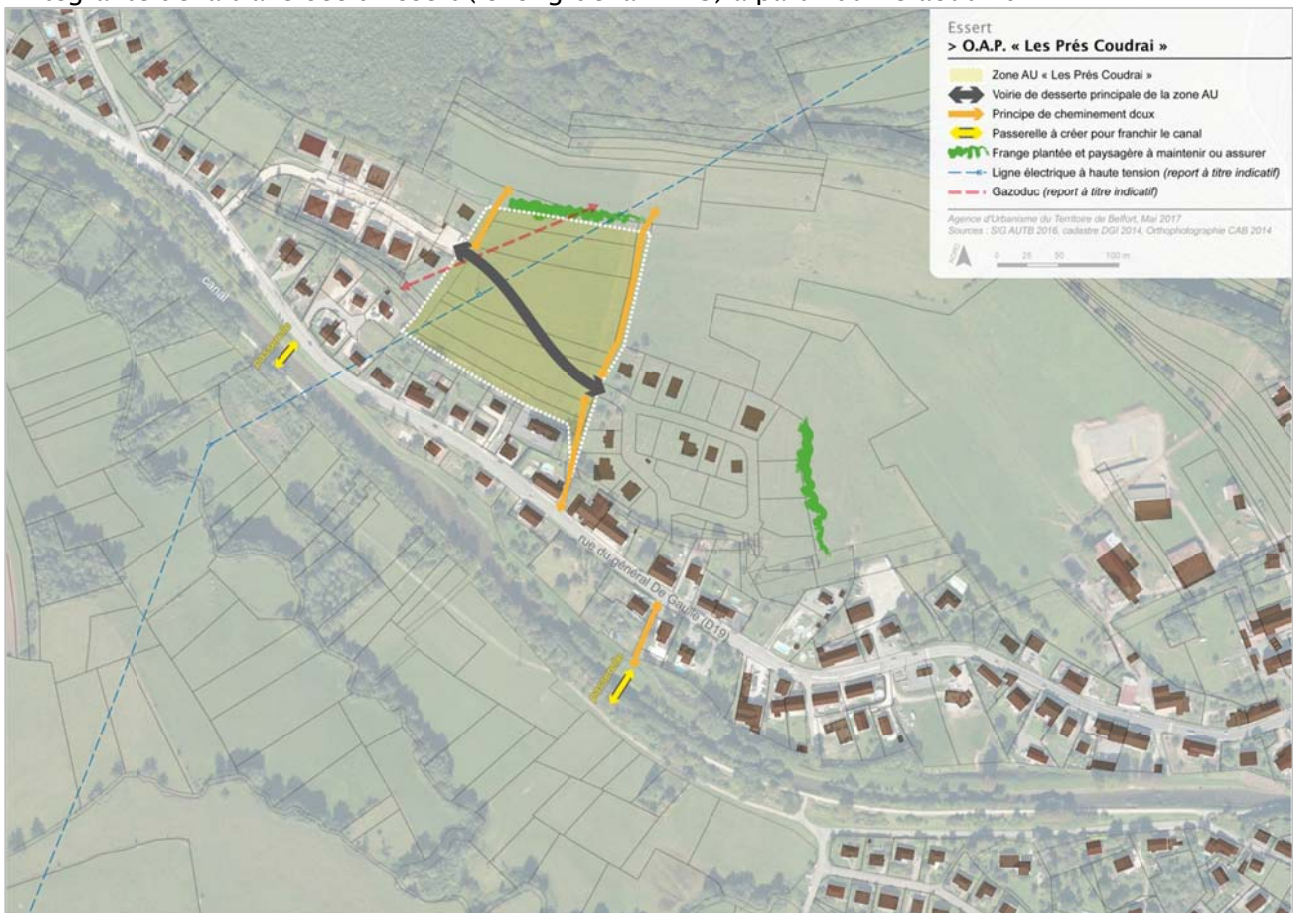 Essert
> O.A.P. « Les Prés Coudrai »
Zone AU « Les Prés Coudrai »
Voirie de desserte principale de la zone AU
Principe de cheminement doux
Passerelle à créer pour franchir le canal
Frange plantée et paysagère à maintenir ou assurer
Ligne électrique à haute tension (report à titre indicatif)
Gazoduc (report à titre indicatif)
Agence d'Urbanisme du Territoire de Belfort, Mai 2017
Sources : SIG AUTB 2016, cadastre DGI 2014, Orthophotographie CAB 2014
0 25 50 100 m
canal
passerelle
rue du général De Gaulle (D19)
passerelle